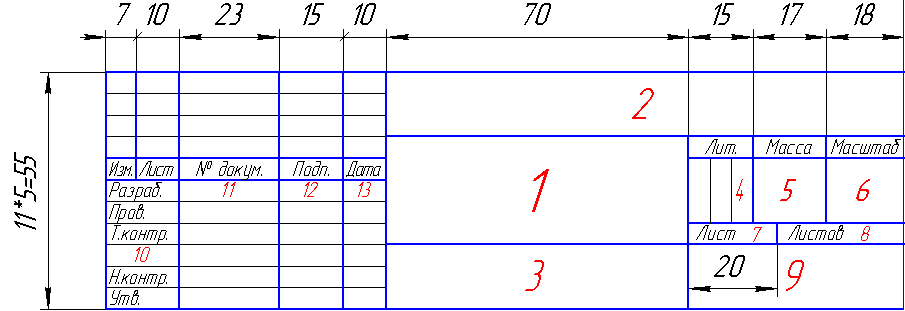 7 10 23 15 10 70 15 17 18
11*5=55
2
Лит. Масса Масштаб
Изм. Лист № докум. Подп. Дата
1
4 5 6
Разраб. 11 12 13
Пров.
Т.контр.
Лист 7 Листов 8
10
3
20 9
Н.контр.
Утв.